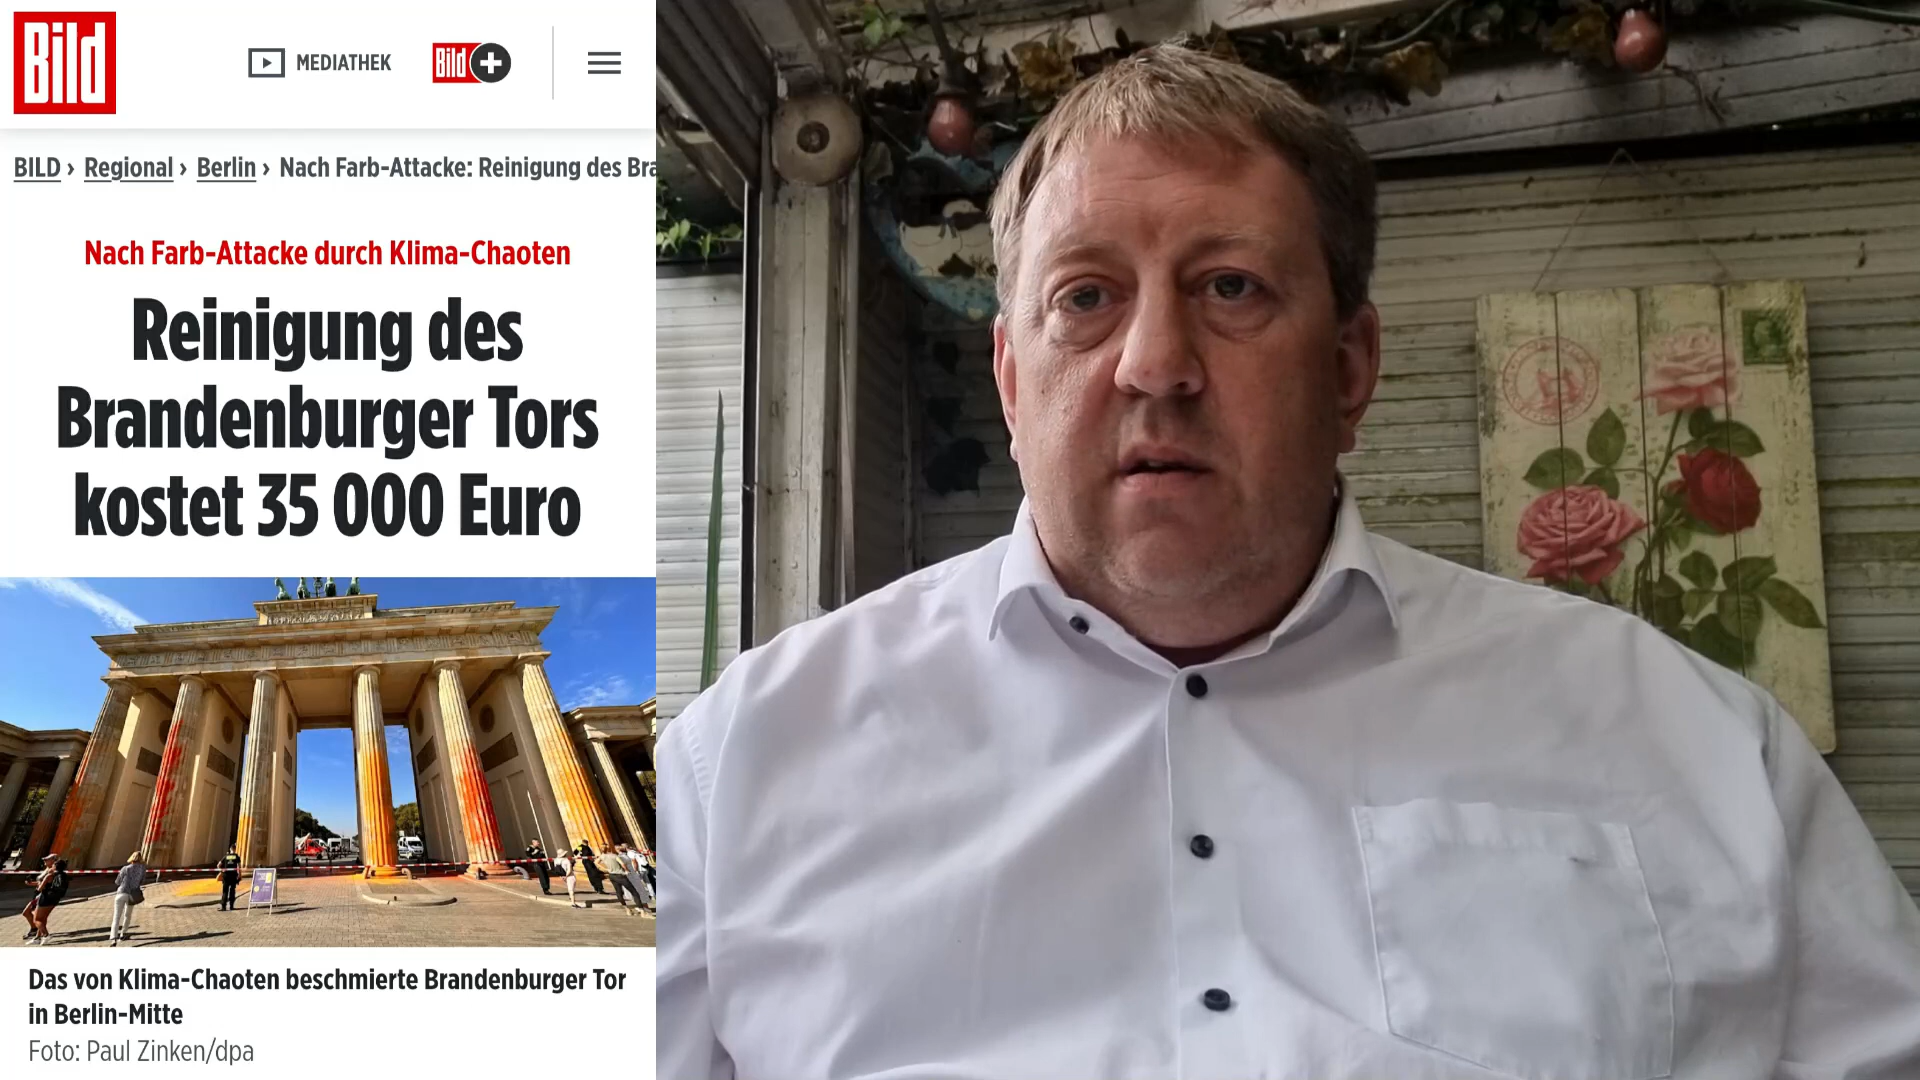 Bild
MEDIATHEK
Bild
BILD › Regional › Berlin › Nach Farb-Attacke: Reinigung des Bra
Nach Farb-Attacke durch Klima-Chaoten
Reinigung des
Brandenburger Tors
kostet 35 000 Euro
Das von Klima-Chaoten beschmierte Brandenburger Tor
in Berlin-Mitte
Foto: Paul Zinken/dpa